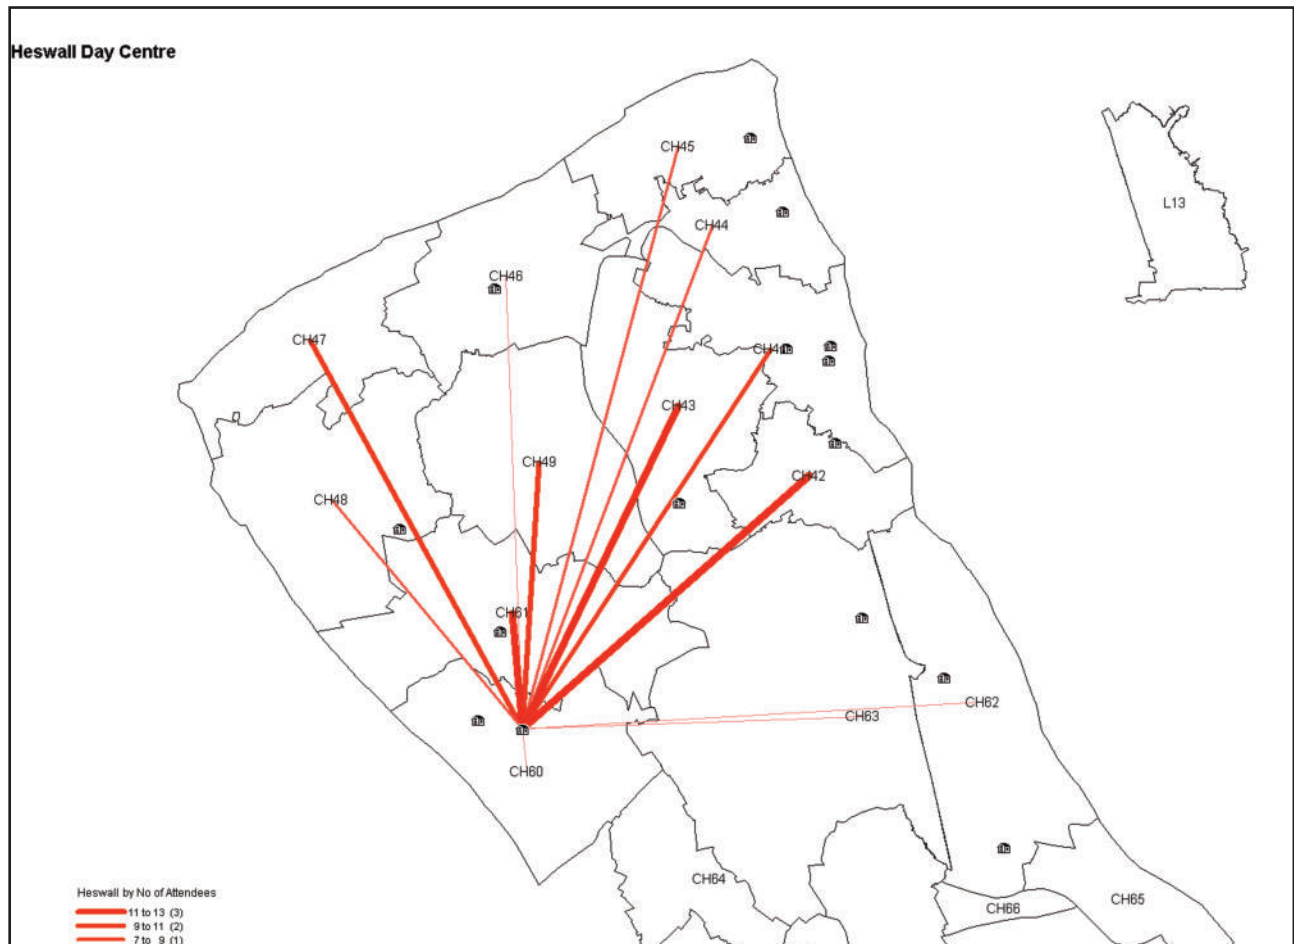 Heswall Day Centre
CH45
L13
CH44
CH46
CH47
CH4
CH43
CH49
CH42
CH48
CH61
CH62
CH63
CH60
CH64
CH65
CH66
Heswall by No of Attendees
11 to 13 (3)
9 to 11 (2)
7 to 9 (1)